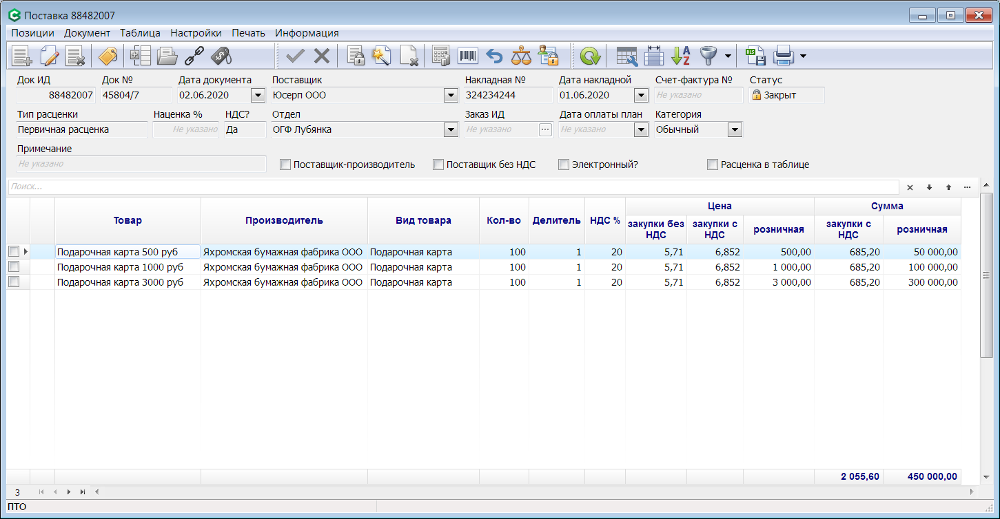 Поставка 88482007
Позиции Документ Таблица Настройки Печать Информация
Док ИД Док № Дата документа Поставщик Накладная № Дата накладной Счет-фактура № Статус
88482007 45804/7 02.06.2020 Юсерп ООО 324234244 01.06.2020 Не указано Закрыт
Тип расценки Наценка % НДС? Отдел Заказ ИД Дата оплаты план Категория
Первичная расценка Не указано Да ОГФ Лубянка Не указано ... Не указано Обычный
Примечание
Не указано Поставщик-производитель Поставщик без НДС Электронный? Расценка в таблице
Поиск...
Цена Сумма
Товар Производитель Вид товара Кол-во Делитель НДС % закупки без НДС закупки с НДС розничная закупки с НДС розничная
Подарочная карта 500 руб Яхромская бумажная фабрика ООО Подарочная карта 100 1 20 5,71 6,852 500,00 685,20 50 000,00
Подарочная карта 1000 руб Яхромская бумажная фабрика ООО Подарочная карта 100 1 20 5,71 6,852 1 000,00 685,20 100 000,00
Подарочная карта 3000 руб Яхромская бумажная фабрика ООО Подарочная карта 100 1 20 5,71 6,852 3 000,00 685,20 300 000,00
2 055,60 450 000,00
3
ПТО